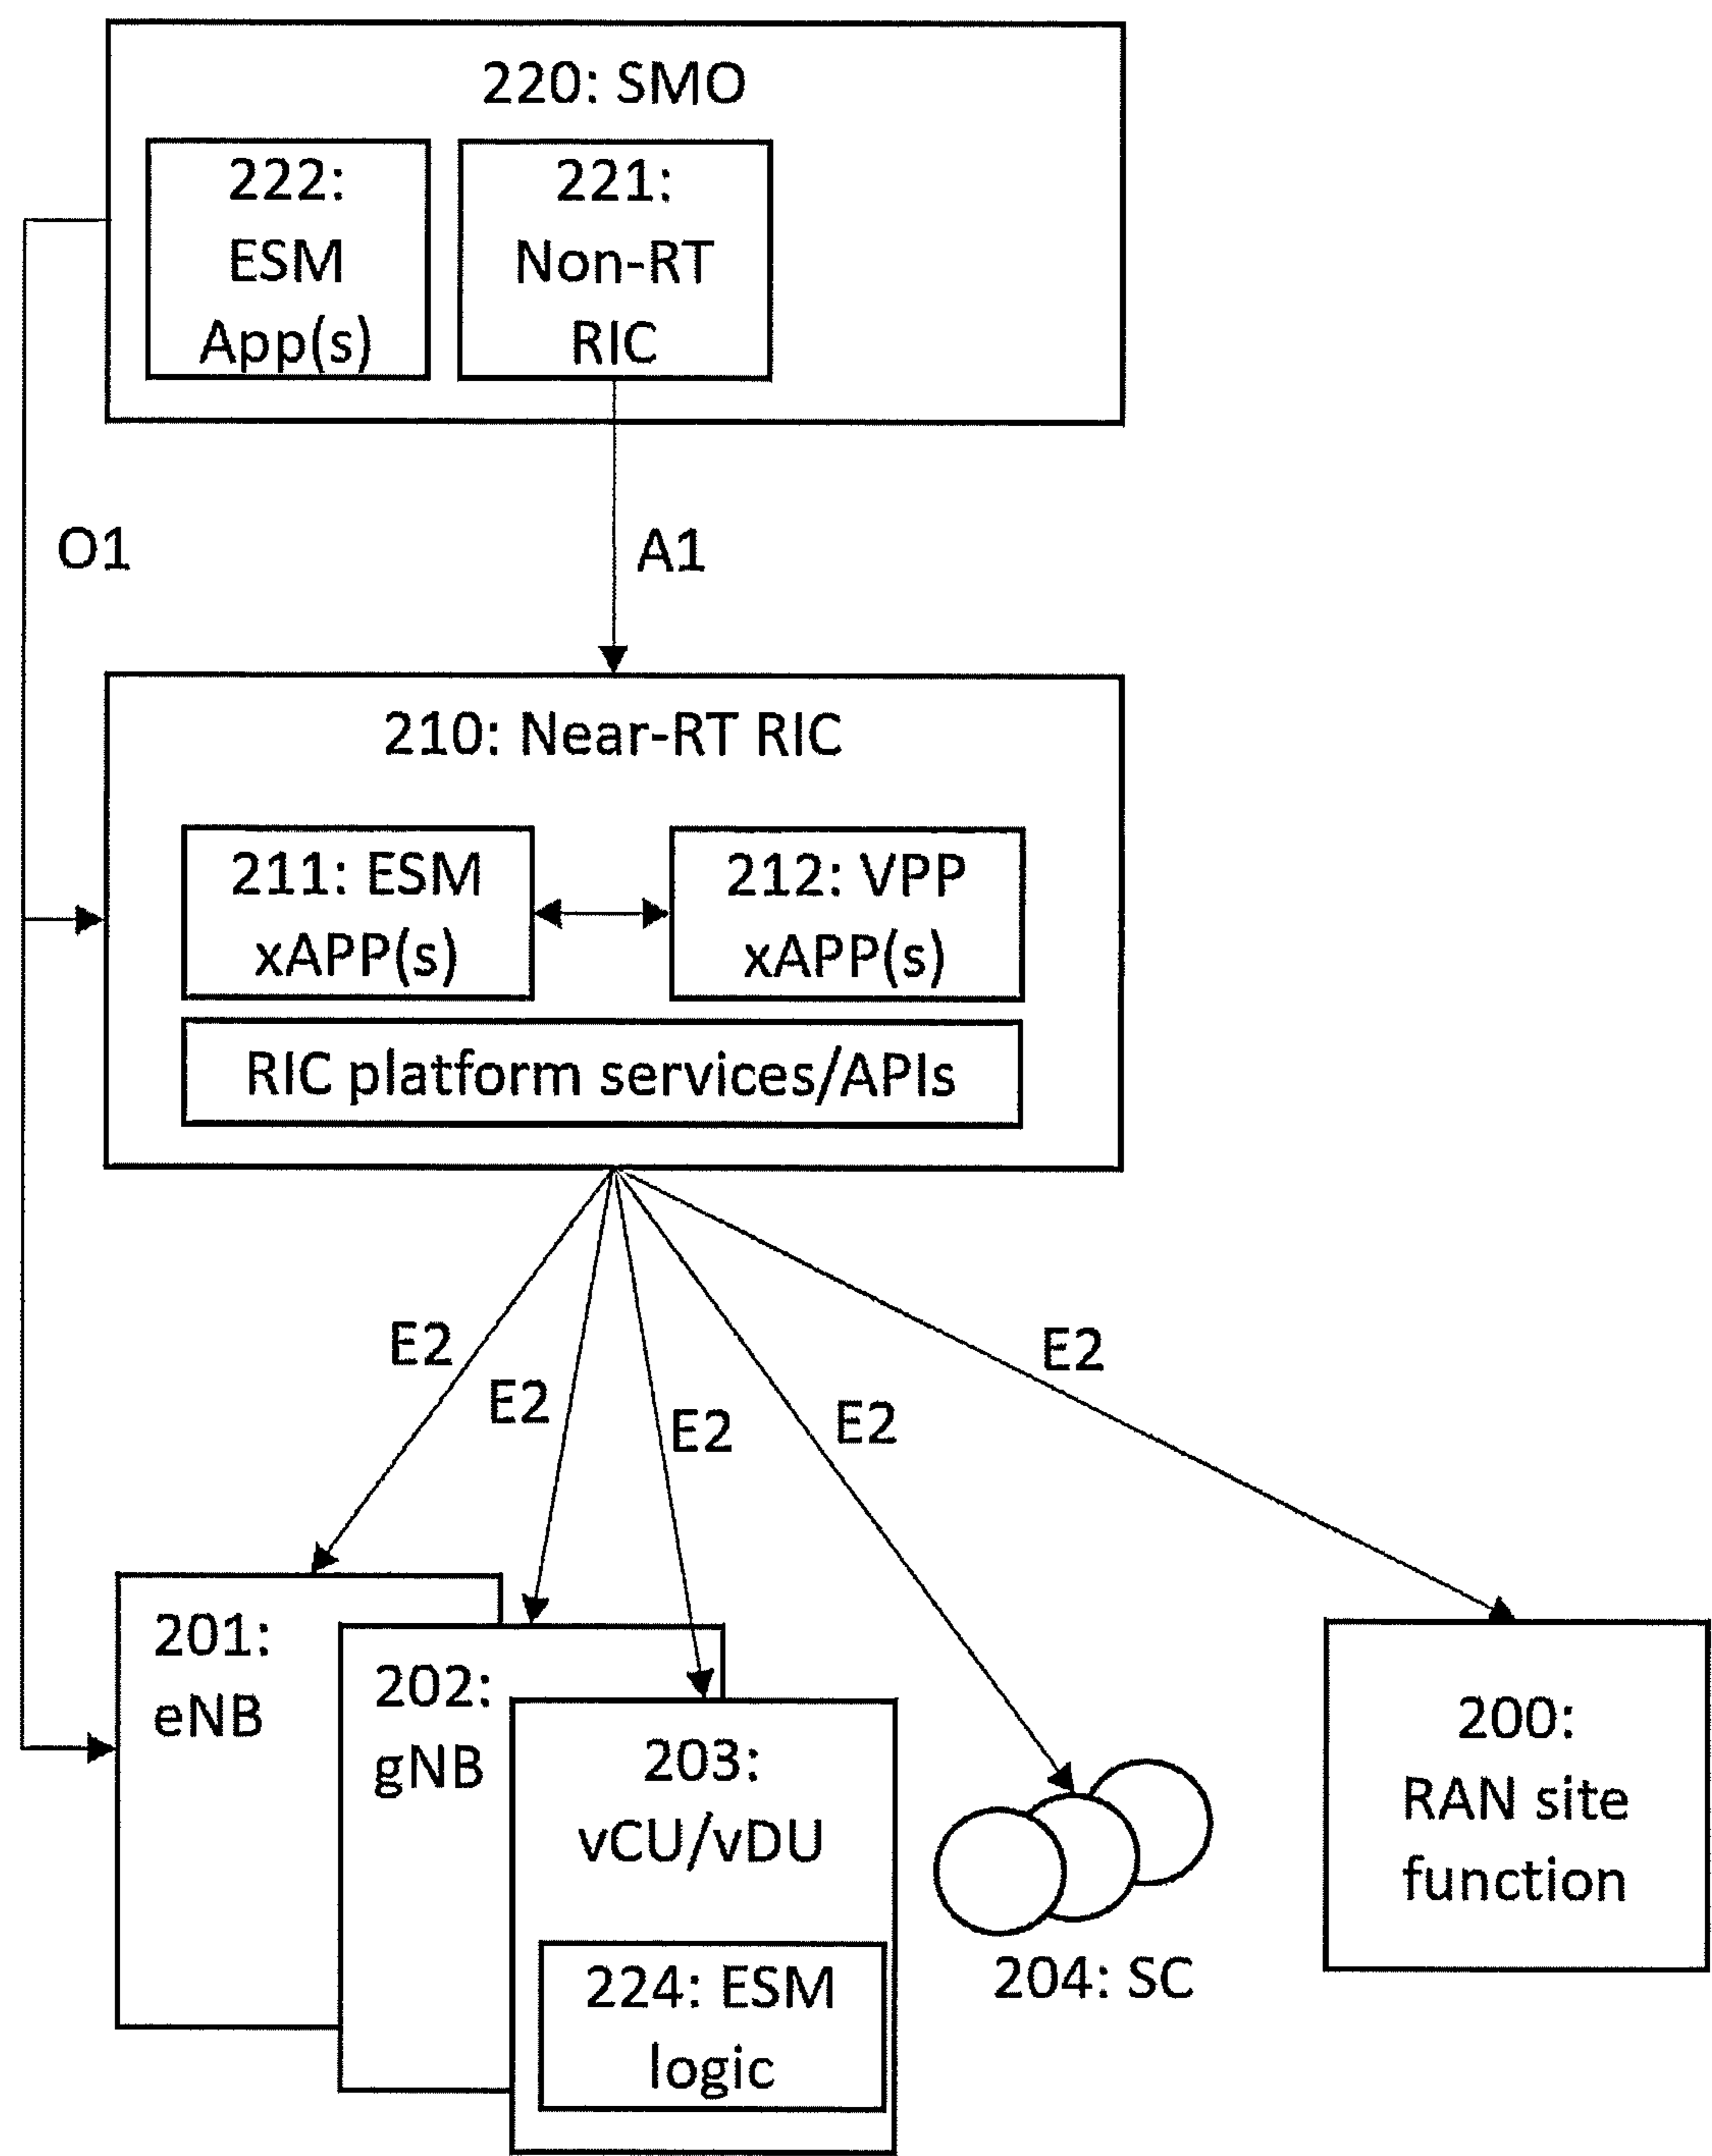 220: SMO
222:
ESM
App(s)
221:
Non-RT
RIC
O1
A1
210: Near-RT RIC
211: ESM
xAPP(s)
212: VPP
xAPP(s)
RIC platform services/APIs
E2
E2
E2
E2
E2
201:
eNB
202:
gNB
203:
vCU/vDU
224: ESM
logic
204: SC
200:
RAN site
function